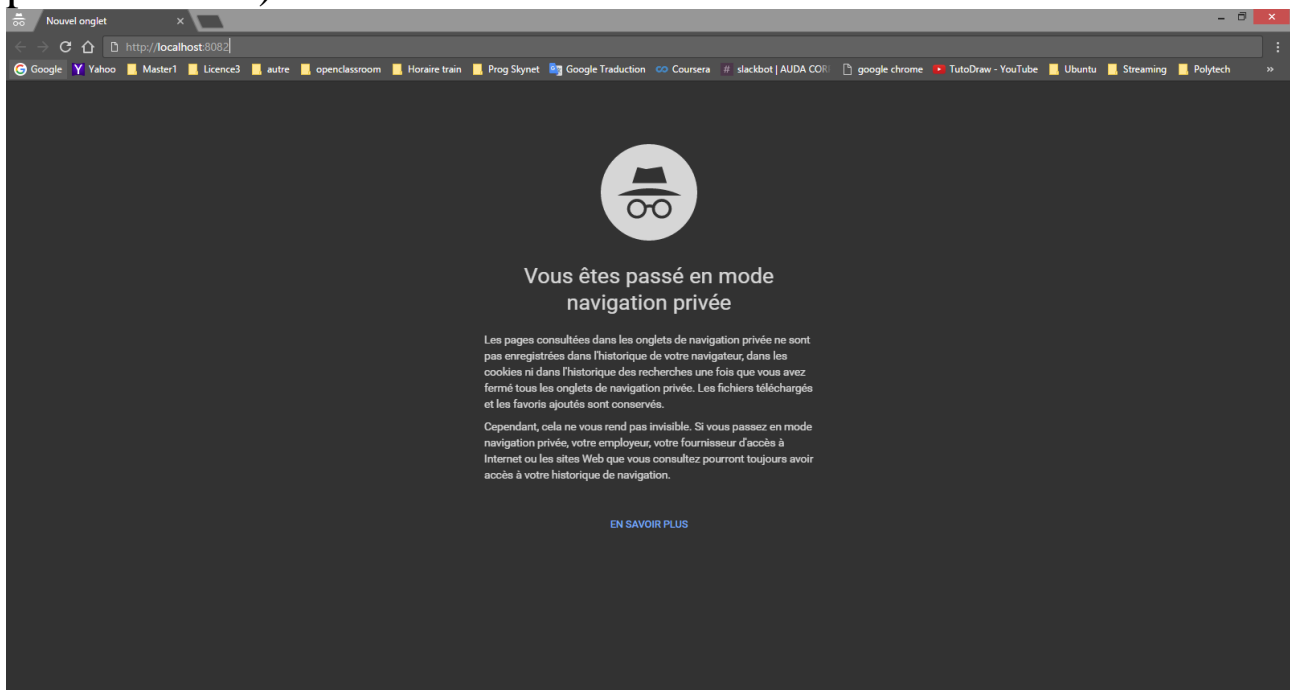 Nouvel onglet
http://localhost:8082
Google Yahoo Master1 Licence3 autre openclassroom Horaire train Prog Skynet Google Traduction Coursera slackbot | AUDA COR google chrome TutoDraw - YouTube Ubuntu Streaming Polytech »
Vous êtes passé en mode
navigation privée
Les pages consultées dans les onglets de navigation privée ne sont
pas enregistrées dans l'historique de votre navigateur, dans les
cookies ni dans l'historique des recherches une fois que vous avez
fermé tous les onglets de navigation privée. Les fichiers téléchargés
et les favoris ajoutés sont conservés.
Cependant, cela ne vous rend pas invisible. Si vous passez en mode
navigation privée, votre employeur, votre fournisseur d'accès à
Internet ou les sites Web que vous consultez pourront toujours avoir
accès à votre historique de navigation.
EN SAVOIR PLUS